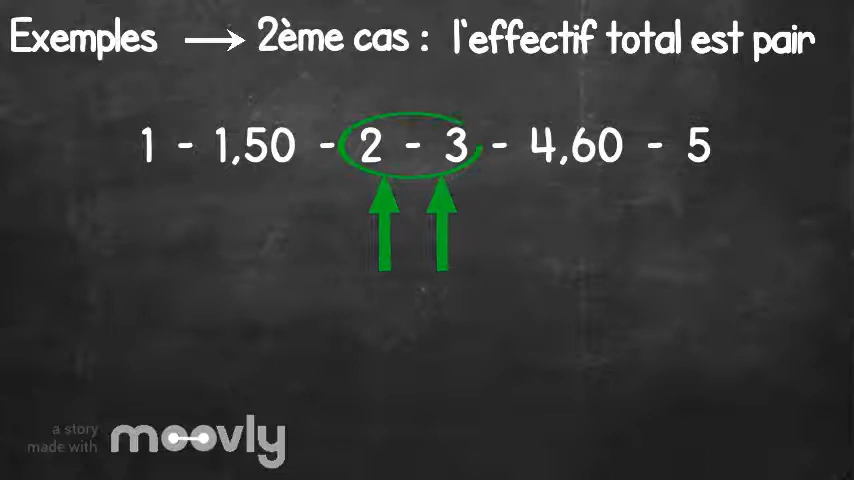 Exemples → 2ème cas : l'effectif total est pair
1 - 1,50 - 2 - 3 - 4,60 - 5
a story
made with moovly